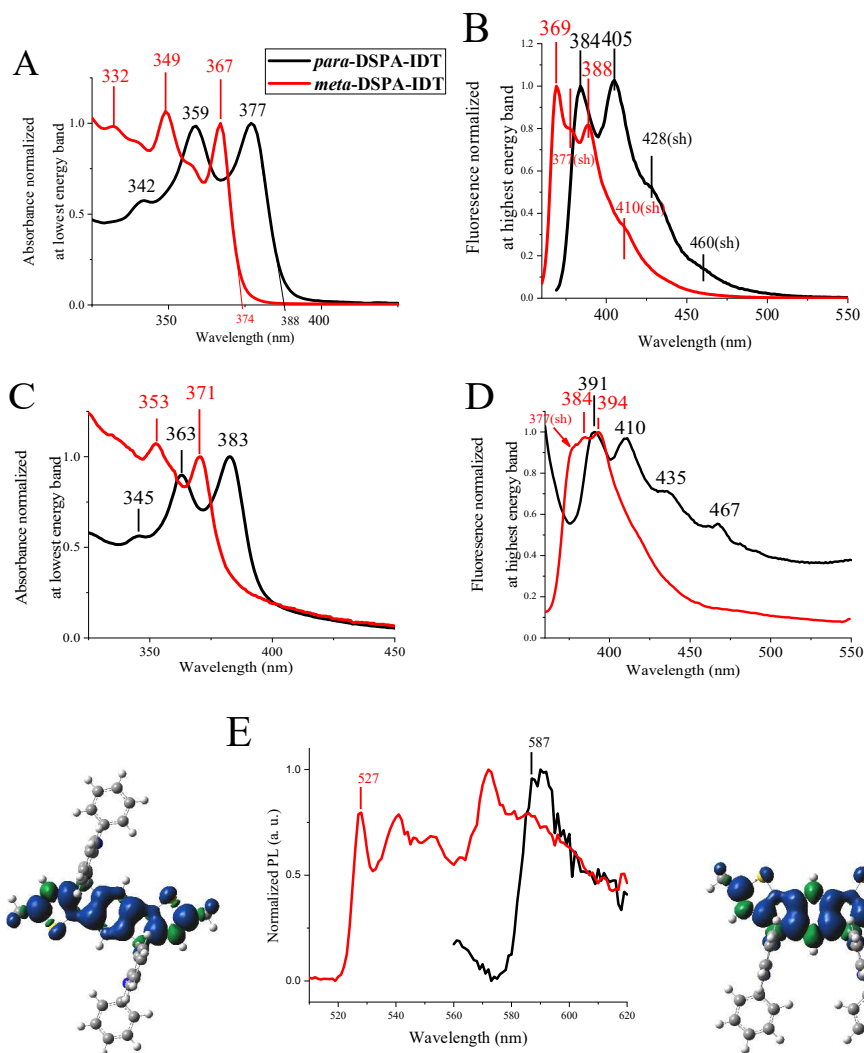 A
Absorbance normalized
at lowest energy band
332
349
367
359
377
342
para-DSPA-IDT
meta-DSPA-IDT
1.0
0.5
0.0
350
374
388
400
Wavelength (nm)
B
Fluoresence normalized
at highest energy band
369
384
405
388
377(sh)
428(sh)
410(sh)
460(sh)
1.2
1.0
0.8
0.6
0.4
0.2
0.0
400
450
500
550
Wavelength (nm)
C
Absorbance normalized
at lowest energy band
353
371
363
383
345
1.0
0.5
0.0
350
400
450
Wavelength (nm)
D
Fluoresence normalized
at highest energy band
377(sh)
384
391
394
410
435
467
1.0
0.8
0.6
0.4
0.2
0.0
400
450
500
550
Wavelength (nm)
E
Normalized PL (a. u.)
527
587
1.0
0.5
0.0
520
540
560
580
600
620
Wavelength (nm)